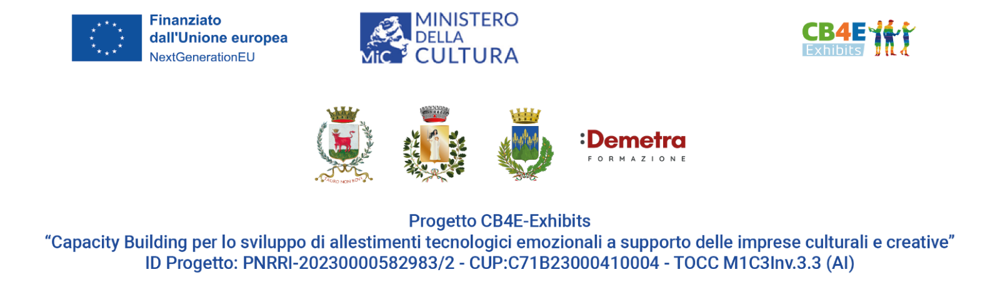 Finanziato
dall'Unione europea
NextGenerationEU
MiC
MINISTERO
DELLA
CULTURA
CB4E
Exhibits
TAURO NON BOVI
:Demetra
FORMAZIONE
Progetto CB4E-Exhibits
“Capacity Building per lo sviluppo di allestimenti tecnologici emozionali a supporto delle imprese culturali e creative”
ID Progetto: PNRRI-20230000582983/2 - CUP:C71B23000410004 - TOCC M1C3Inv.3.3 (AI)